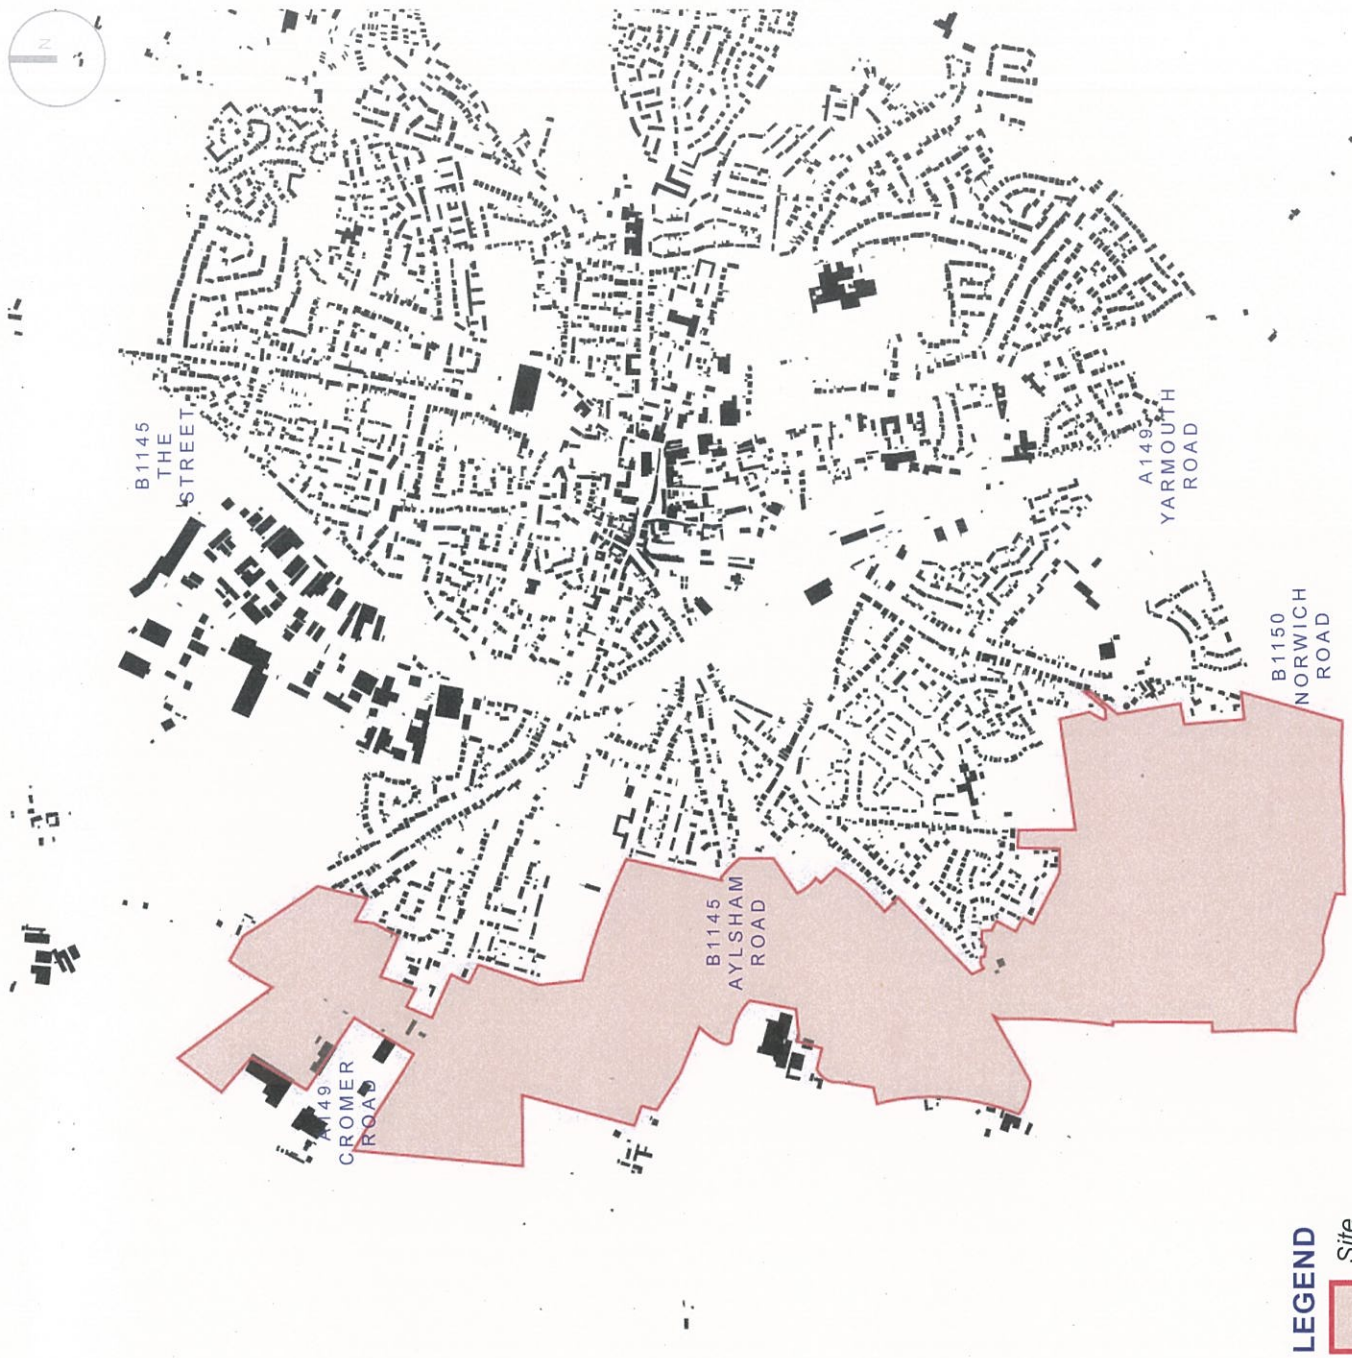 N
B1145
THE
STREET
A149
CROMER
ROAD
B1145
AYLSHAM
ROAD
A149
YARMOUTH
ROAD
B1150
NORWICH
ROAD
LEGEND
Site